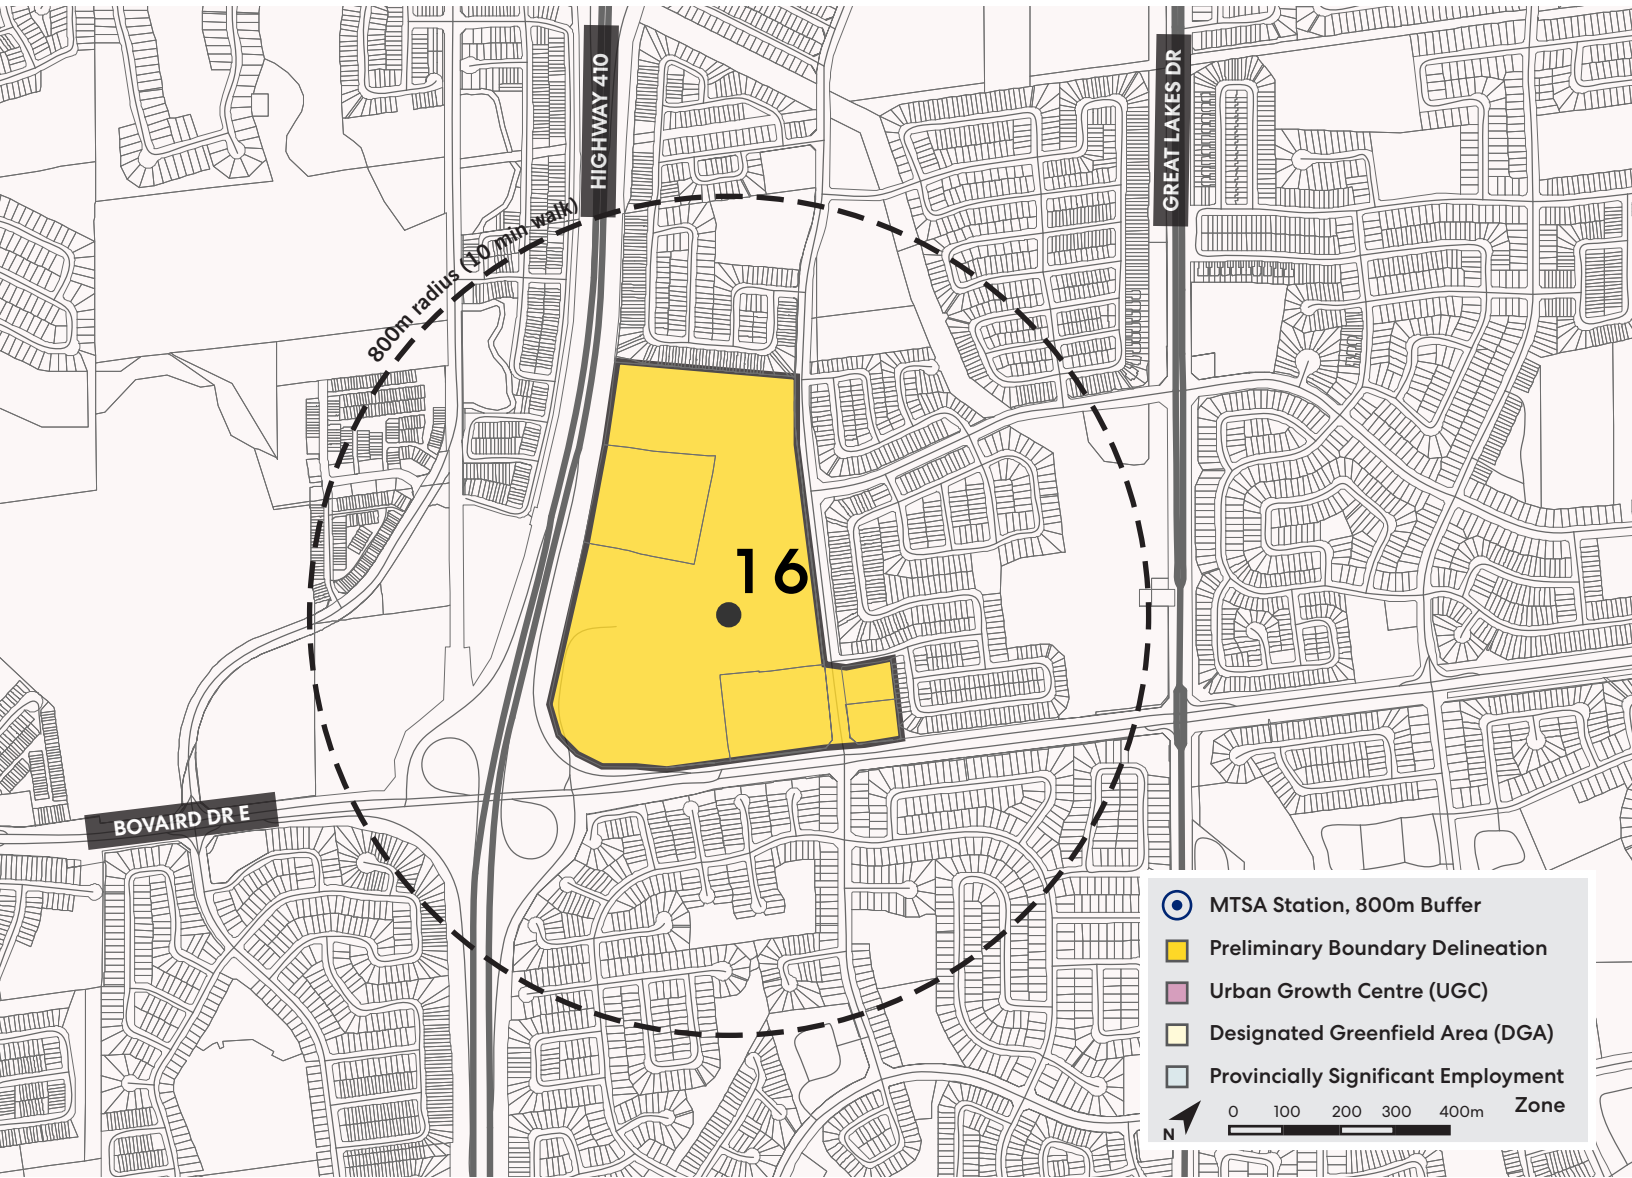 HIGHWAY 410
GREAT LAKES DR
800m radius (10 min walk)
16
BOVAIRD DR E
MTSA Station, 800m Buffer
Preliminary Boundary Delineation
Urban Growth Centre (UGC)
Designated Greenfield Area (DGA)
Provincially Significant Employment
Zone
0 100 200 300 400m
N